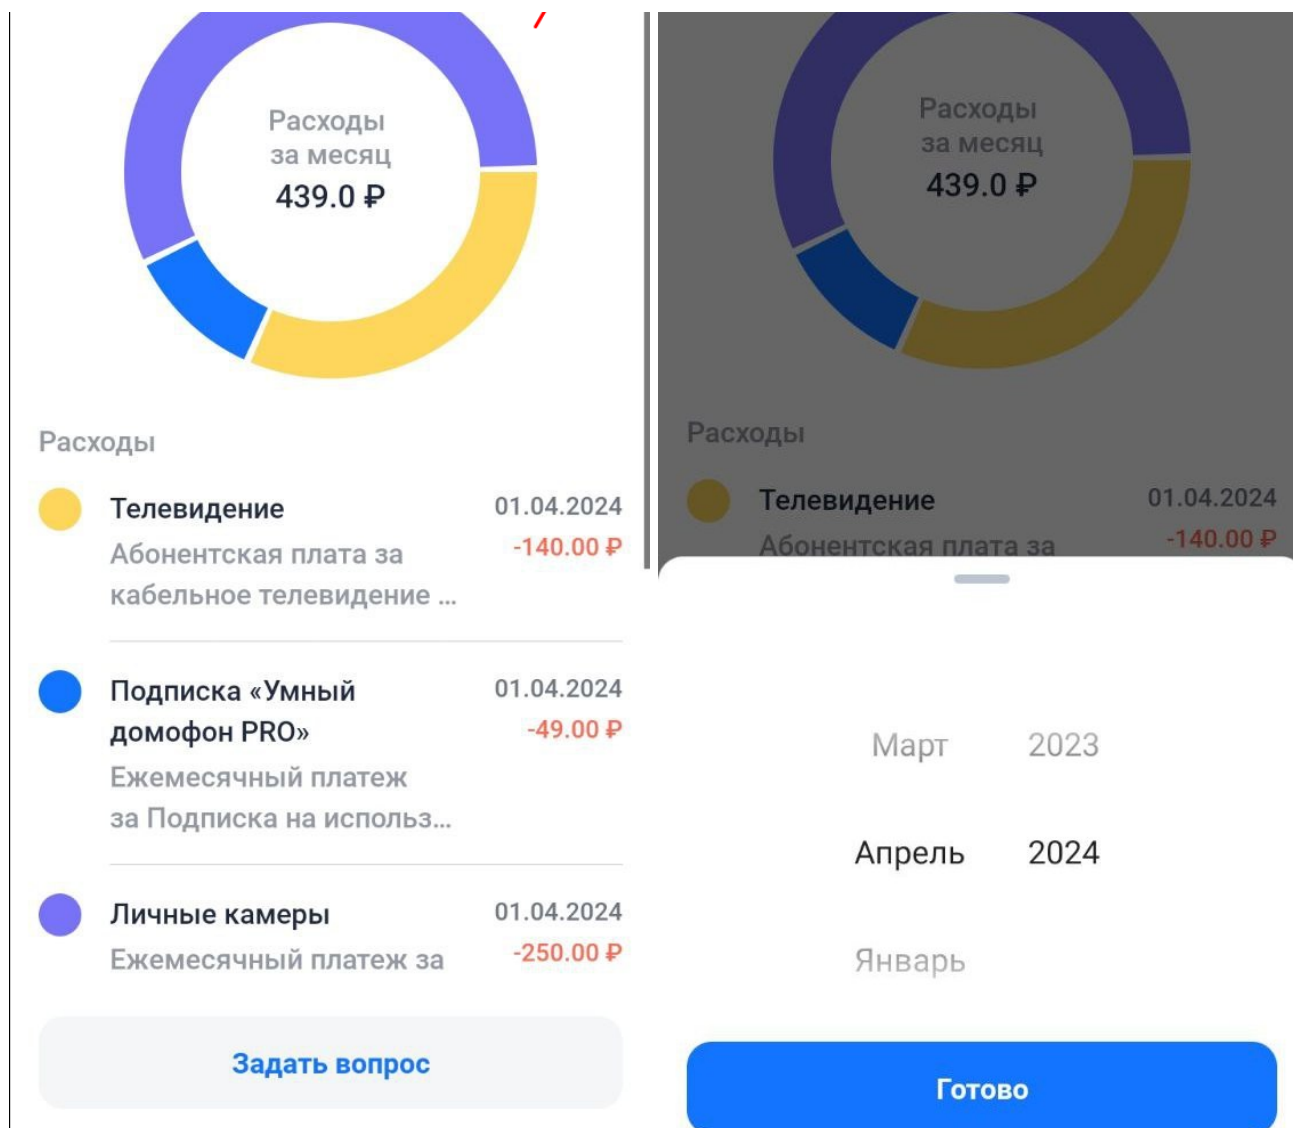 Расходы
за месяц
439.0 ₽
Расходы
Телевидение
01.04.2024
Абонентская плата за
-140.00 ₽
кабельное телевидение ...
Подписка «Умный
01.04.2024
домофон PRO»
-49.00 ₽
Ежемесячный платеж
за Подписка на использ...
Личные камеры
01.04.2024
Ежемесячный платеж за
-250.00 ₽
Задать вопрос
Расходы
за месяц
439.0 ₽
Расходы
Телевидение
01.04.2024
Абонентская плата за
-140.00 ₽
Март 2023
Апрель 2024
Январь
Готово